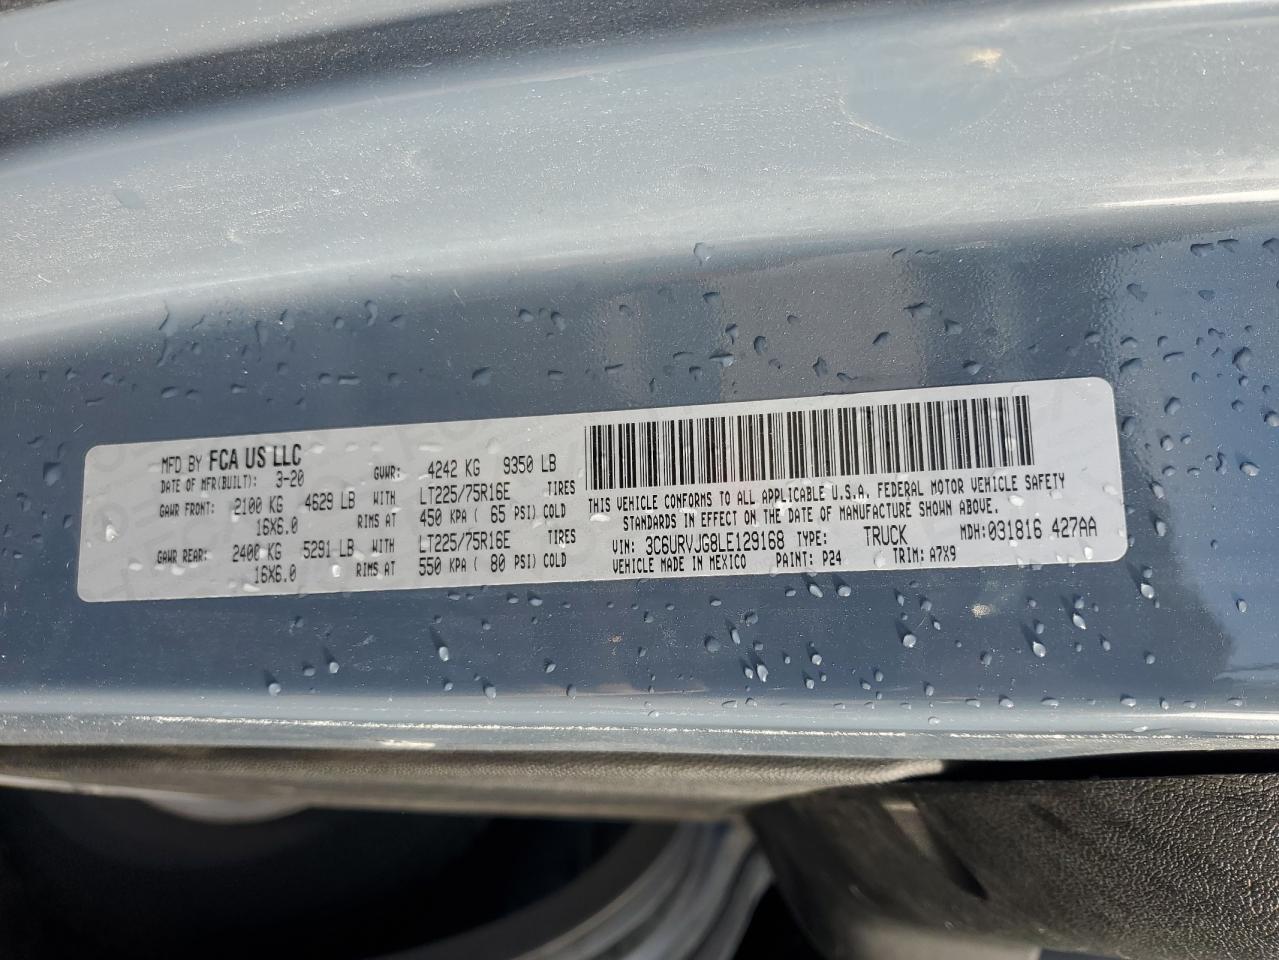 MFD BY FCA US LLC
DATE OF MFR(BUILT): 3-20 GVWR: 4242 KG 9350 LB
GAWR FRONT: 2100 KG 4629 LB WITH LT225/75R16E TIRES
16X6.0 RIMS AT 450 KPA ( 65 PSI) COLD
GAWR REAR: 2400 KG 5291 LB WITH LT225/75R16E TIRES
16X6.0 RIMS AT 550 KPA ( 80 PSI) COLD
THIS VEHICLE CONFORMS TO ALL APPLICABLE U.S.A. FEDERAL MOTOR VEHICLE SAFETY
STANDARDS IN EFFECT ON THE DATE OF MANUFACTURE SHOWN ABOVE.
VIN: 3C6URVJG8LE129168 TYPE: TRUCK MDH:031816 427AA
VEHICLE MADE IN MEXICO PAINT: P24 TRIM: A7X9